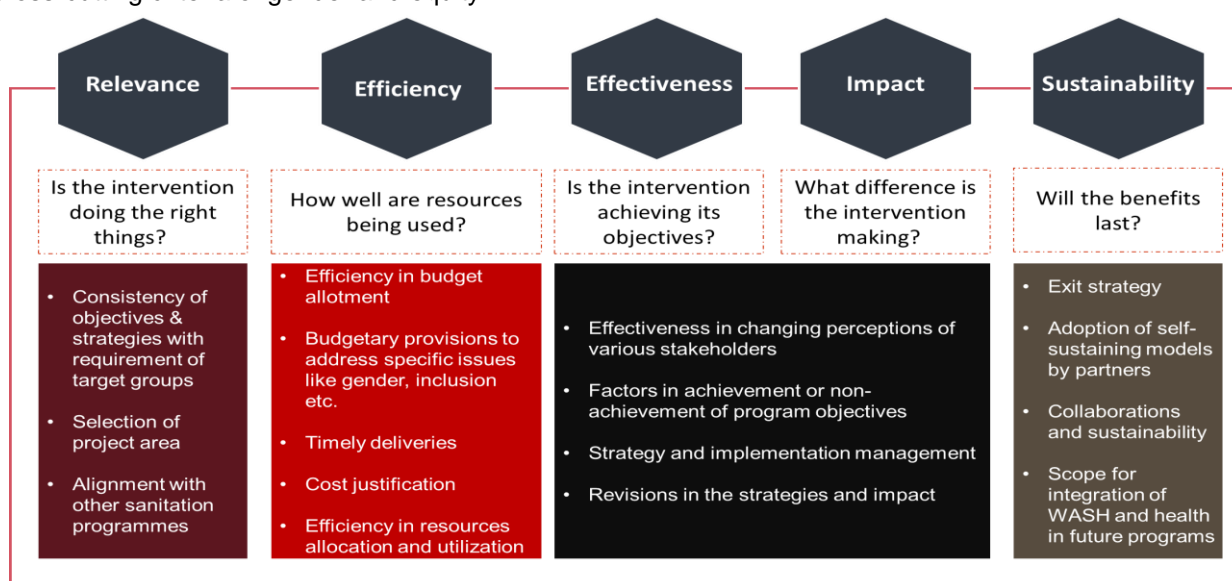 Relevance
Efficiency
Effectiveness
Impact
Sustainability
Is the intervention
doing the right
things?
How well are resources
being used?
Is the intervention
achieving its
objectives?
What difference is
the intervention
making?
Will the benefits
last?
• Consistency of
objectives &
strategies with
requirement of
target groups
• Selection of
project area
• Alignment with
other sanitation
programmes
• Efficiency in budget
allotment
• Budgetary provisions to
address specific issues
like gender, inclusion
etc.
• Timely deliveries
• Cost justification
• Efficiency in resources
allocation and utilization
• Effectiveness in changing perceptions of
various stakeholders
• Factors in achievement or non-
achievement of program objectives
• Strategy and implementation management
• Revisions in the strategies and impact
• Exit strategy
• Adoption of self-
sustaining models
by partners
• Collaborations
and sustainability
• Scope for
integration of
WASH and health
in future programs